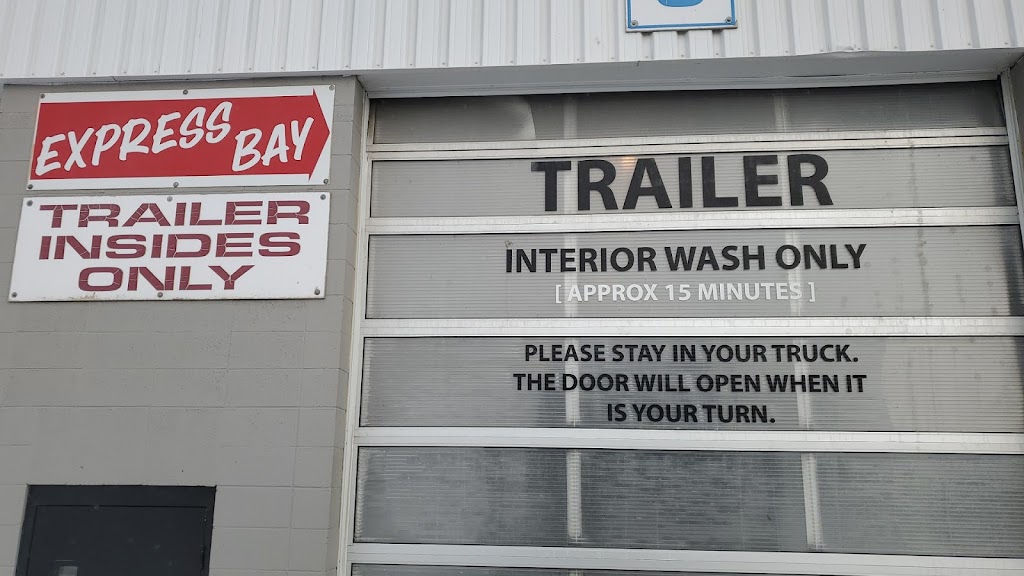 EXPRESS BAY
TRAILER
INSIDES
ONLY
TRAILER
INTERIOR WASH ONLY
[ APPROX 15 MINUTES ]
PLEASE STAY IN YOUR TRUCK.
THE DOOR WILL OPEN WHEN IT
IS YOUR TURN.